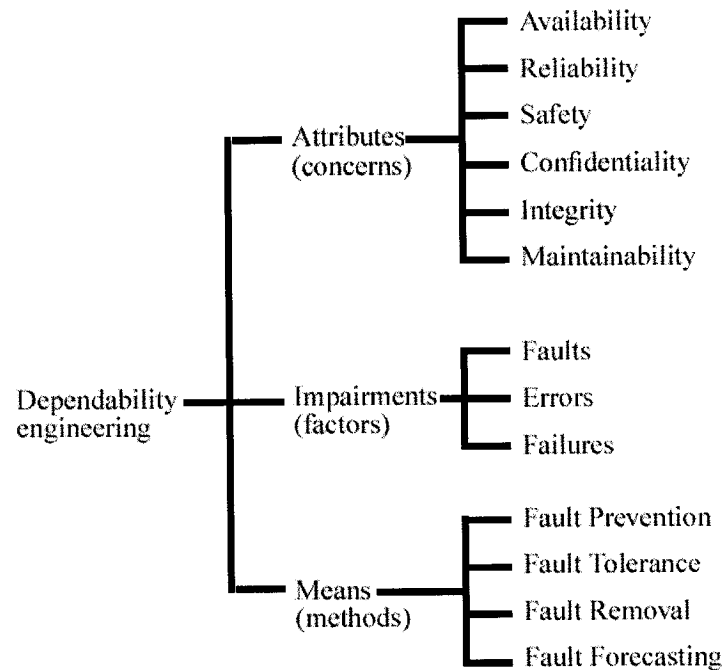 Availability
Reliability
Safety
Attributes
(concerns)
Confidentiality
Integrity
Maintainability
Dependability
engineering
Impairments
(factors)
Faults
Errors
Failures
Means
(methods)
Fault Prevention
Fault Tolerance
Fault Removal
Fault Forecasting